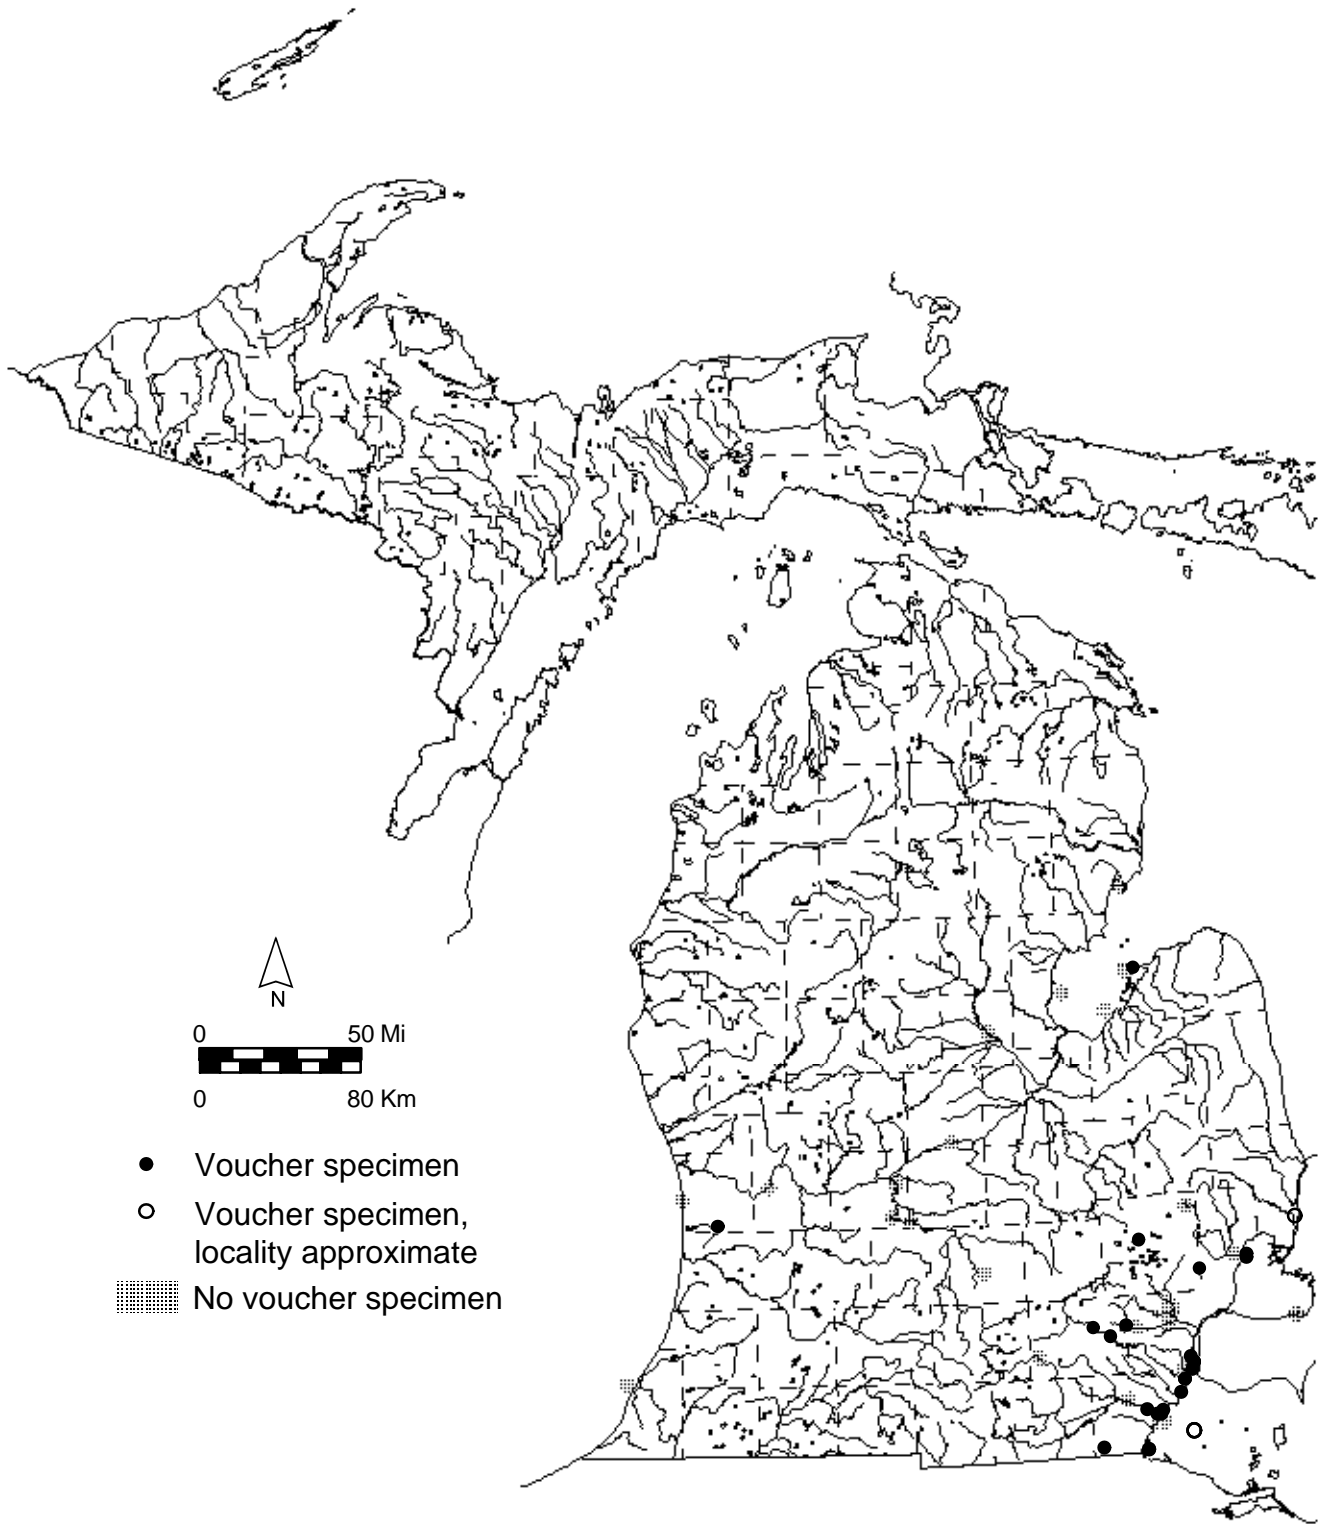 N
0 50 Mi
0 80 Km
Voucher specimen
Voucher specimen,
locality approximate
No voucher specimen